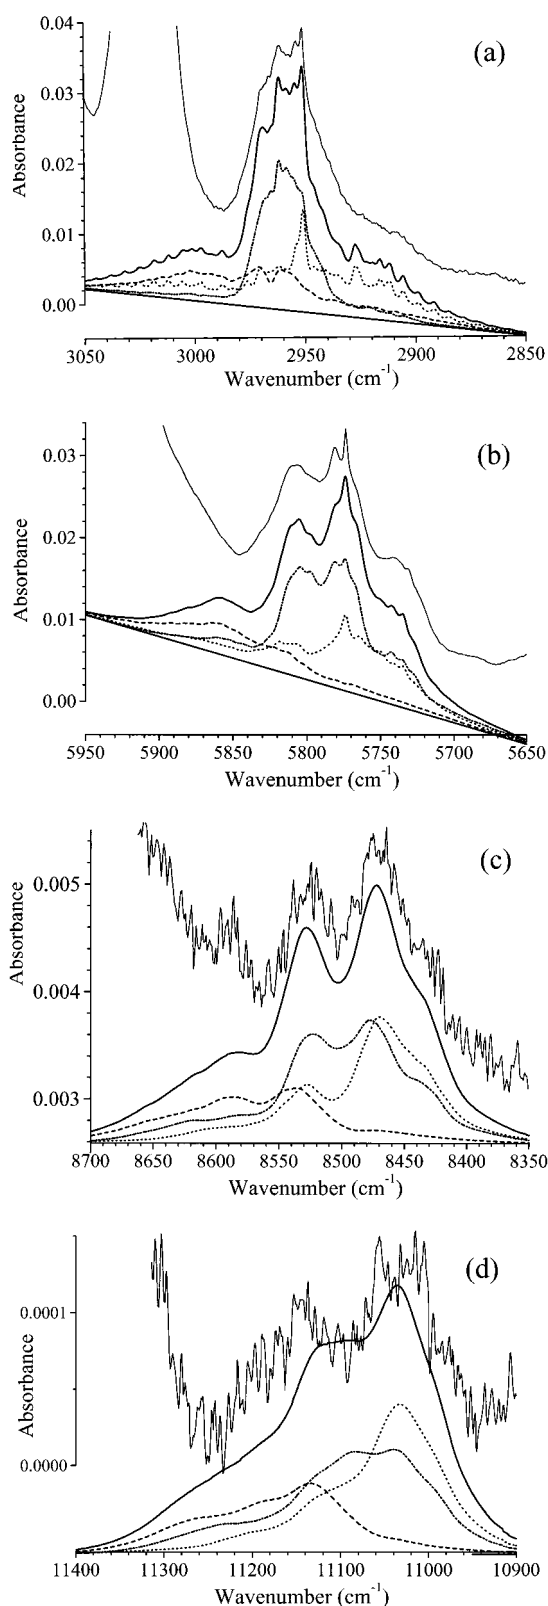 (a)
0.04
0.03
0.02
0.01
0.00
Absorbance
3050 3000 2950 2900 2850
Wavenumber (cm-1)
(b)
0.03
0.02
0.01
0.00
Absorbance
5950 5900 5850 5800 5750 5700 5650
Wavenumber (cm-1)
(c)
0.005
0.004
0.003
Absorbance
8700 8650 8600 8550 8500 8450 8400 8350
Wavenumber (cm-1)
(d)
0.0001
0.0000
Absorbance
11400 11300 11200 11100 11000 10900
Wavenumber (cm-1)